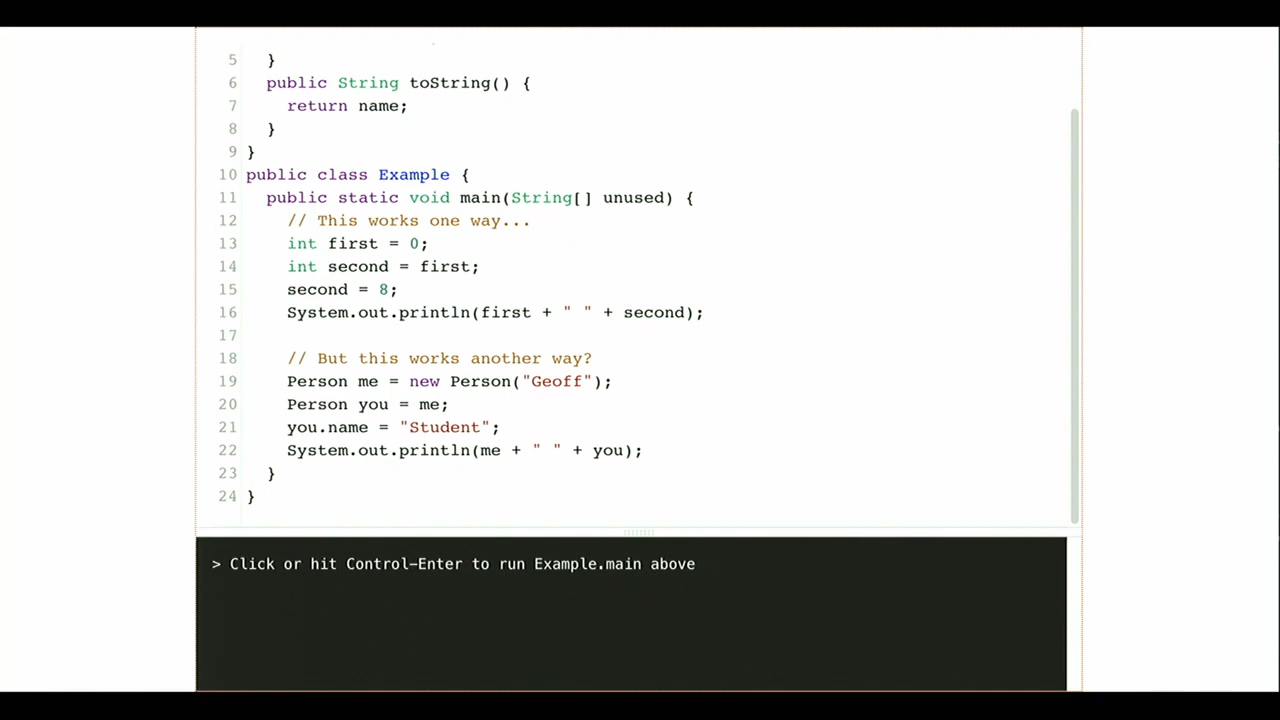 5   }
6   public String toString() {
7     return name;
8   }
9 }
10 public class Example {
11   public static void main(String[] unused) {
12     // This works one way...
13     int first = 0;
14     int second = first;
15     second = 8;
16     System.out.println(first + " " + second);
17
18     // But this works another way?
19     Person me = new Person("Geoff");
20     Person you = me;
21     you.name = "Student";
22     System.out.println(me + " " + you);
23   }
24 }
> Click or hit Control-Enter to run Example.main above